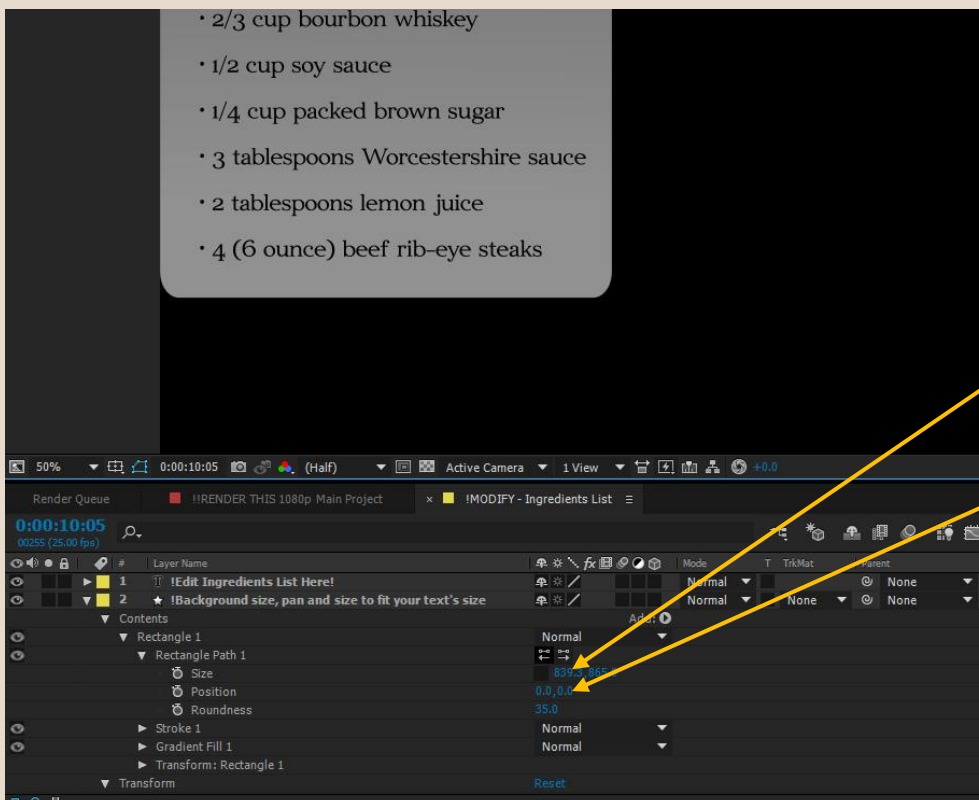 · 2/3 cup bourbon whiskey
· 1/2 cup soy sauce
· 1/4 cup packed brown sugar
· 3 tablespoons Worcestershire sauce
· 2 tablespoons lemon juice
· 4 (6 ounce) beef rib-eye steaks
50% 0:00:10:05 (Half) Active Camera 1 View +0.0
Render Queue !!RENDER THIS 1080p Main Project × !MODIFY - Ingredients List
0:00:10:05
00255 (25.00 fps)
# Layer Name fx Mode T TrkMat Parent
1 T !Edit Ingredients List Here! Normal None
2 !Background size, pan and size to fit your text's size Normal None None
Contents Add:
Rectangle 1 Normal
Rectangle Path 1
Size 839.3,865.
Position 0.0,0.0
Roundness 35.0
Stroke 1 Normal
Gradient Fill 1 Normal
Transform: Rectangle 1
Transform Reset